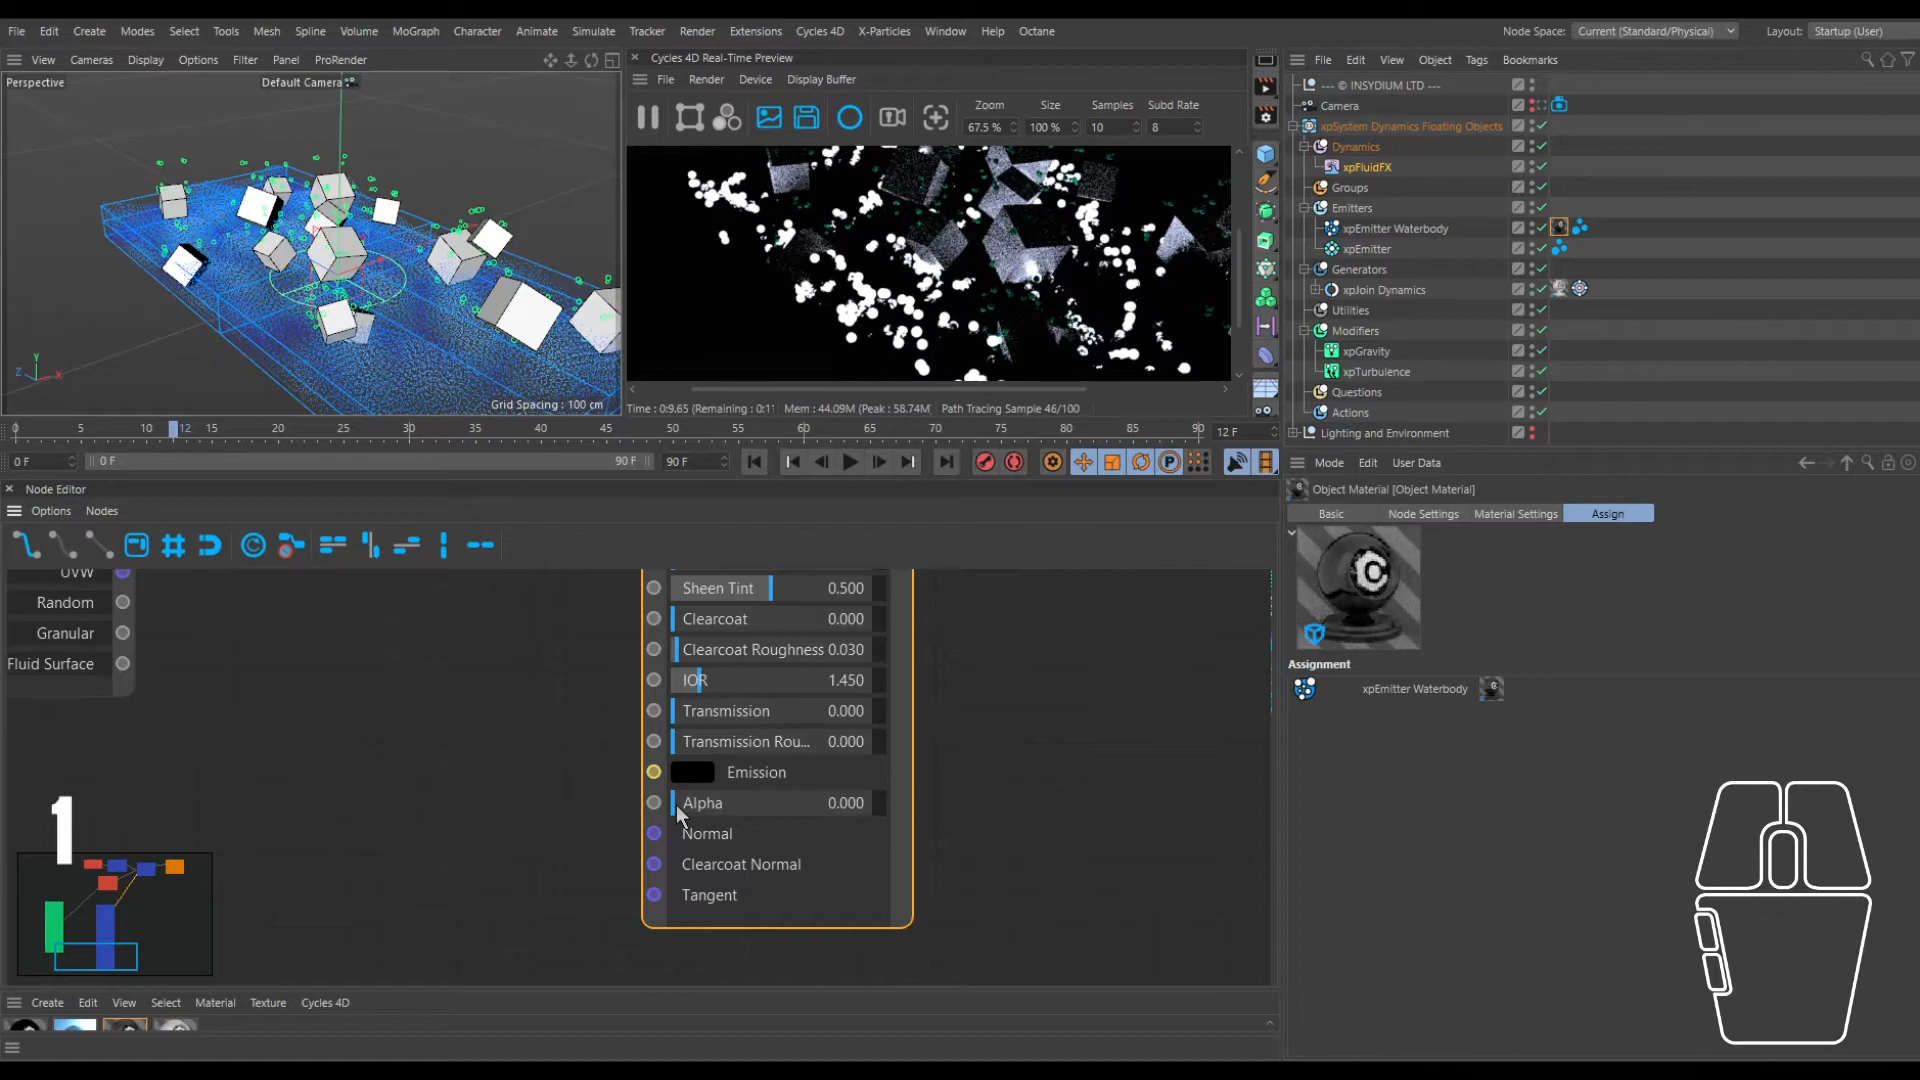 File Edit Create Modes Select Tools Mesh Spline Volume MoGraph Character Animate Simulate Tracker Render Extensions Cycles 4D X-Particles Window Help Octane Node Space: Current (Standard/Physical) Layout: Startup (User)
View Cameras Display Options Filter Panel ProRender
Perspective
Default Camera
Grid Spacing : 100 cm
Cycles 4D Real-Time Preview
File Render Device Display Buffer
Zoom Size Samples Subd Rate
67.5 % 100 % 10 8
Time : 0:9.65 (Remaining : 0:1 Mem : 44.09M (Peak : 58.74M Path Tracing Sample 46/100
File Edit View Object Tags Bookmarks
--- © INSYDIUM LTD ---
Camera
xpSystem Dynamics Floating Objects
Dynamics
xpFluidFX
Groups
Emitters
xpEmitter Waterbody
xpEmitter
Generators
xpJoin Dynamics
Utilities
Modifiers
xpGravity
xpTurbulence
Questions
Actions
Lighting and Environment
0 5 10 12 15 20 25 30 35 40 45 50 55 60 65 70 75 80 85 90 12 F
0 F 0 F 90 F 90 F
Node Editor
Options Nodes
UVW
Random
Granular
Fluid Surface
Sheen Tint 0.500
Clearcoat 0.000
Clearcoat Roughness 0.030
IOR 1.450
Transmission 0.000
Transmission Rou... 0.000
Emission
Alpha 0.000
Normal
Clearcoat Normal
Tangent
1
Create Edit View Select Material Texture Cycles 4D
Mode Edit User Data
Object Material [Object Material]
Basic Node Settings Material Settings Assign
Assignment
xpEmitter Waterbody